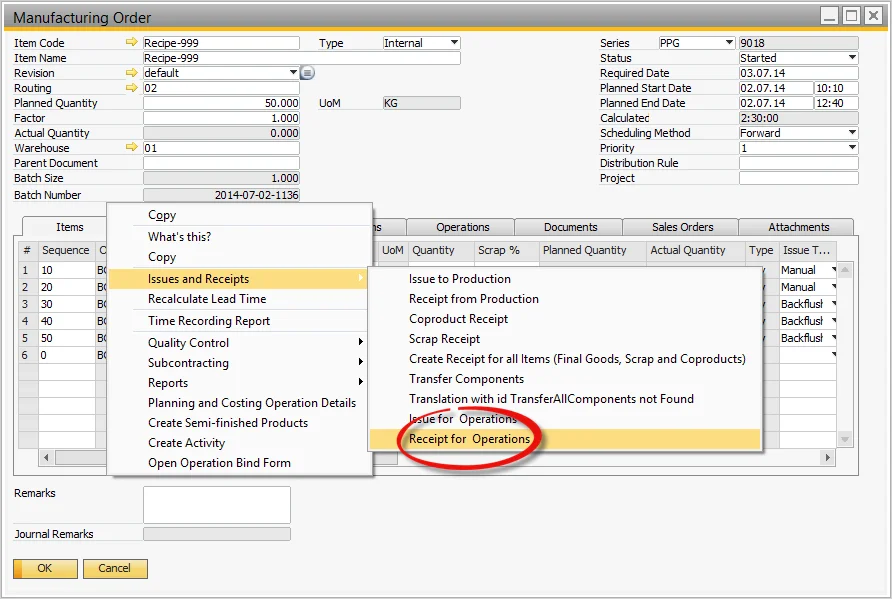 Manufacturing Order
Item Code Recipe-999 Type Internal Series PPG 9018
Item Name Recipe-999 Status Started
Revision default Required Date 03.07.14
Routing 02 Planned Start Date 02.07.14 10:10
Planned Quantity 50.000 UoM KG Planned End Date 02.07.14 12:40
Factor 1.000 Calculated 2:30:00
Actual Quantity 0.000 Scheduling Method Forward
Warehouse 01 Priority 1
Parent Document Distribution Rule
Batch Size 1.000 Project
Batch Number 2014-07-02-1136
Items ns Operations Documents Sales Orders Attachments
# Sequence O UoM Quantity Scrap % Planned Quantity Actual Quantity Type Issue T...
1 10 BO Manual
2 20 BO Manual
3 30 BO Backflush
4 40 BO Backflush
5 50 BO Backflush
6 0 BO
Copy
What's this?
Copy
Issues and Receipts
Recalculate Lead Time
Time Recording Report
Quality Control
Subcontracting
Reports
Planning and Costing Operation Details
Create Semi-finished Products
Create Activity
Open Operation Bind Form
Issue to Production
Receipt from Production
Coproduct Receipt
Scrap Receipt
Create Receipt for all Items (Final Goods, Scrap and Coproducts)
Transfer Components
Translation with id TransferAllComponents not Found
Issue for Operations
Receipt for Operations
Remarks
Journal Remarks
OK Cancel